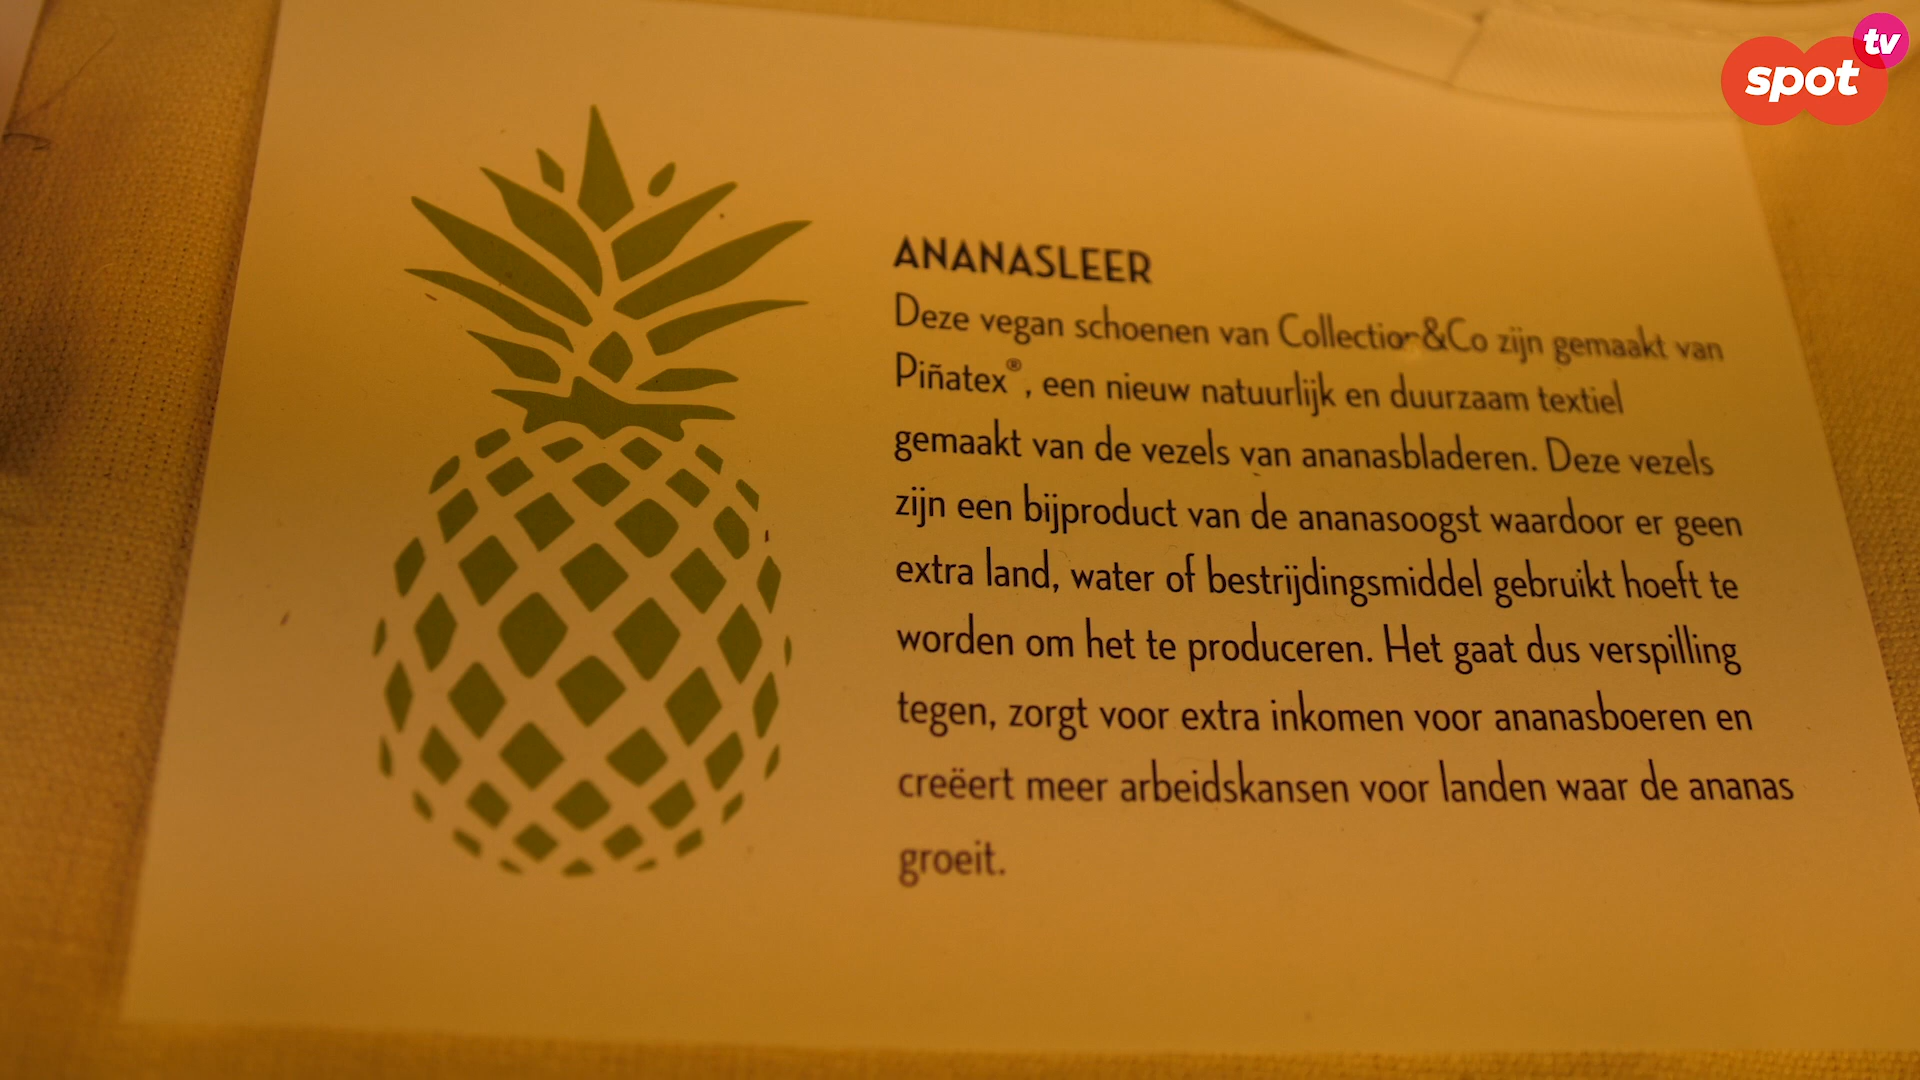 spot tv
ANANASLEER
Deze vegan schoenen van Collection&Co zijn gemaakt van
Piñatex®, een nieuw natuurlijk en duurzaam textiel
gemaakt van de vezels van ananasbladeren. Deze vezels
zijn een bijproduct van de ananasoogst waardoor er geen
extra land, water of bestrijdingsmiddel gebruikt hoeft te
worden om het te produceren. Het gaat dus verspilling
tegen, zorgt voor extra inkomen voor ananasboeren en
creëert meer arbeidskansen voor landen waar de ananas
groeit.